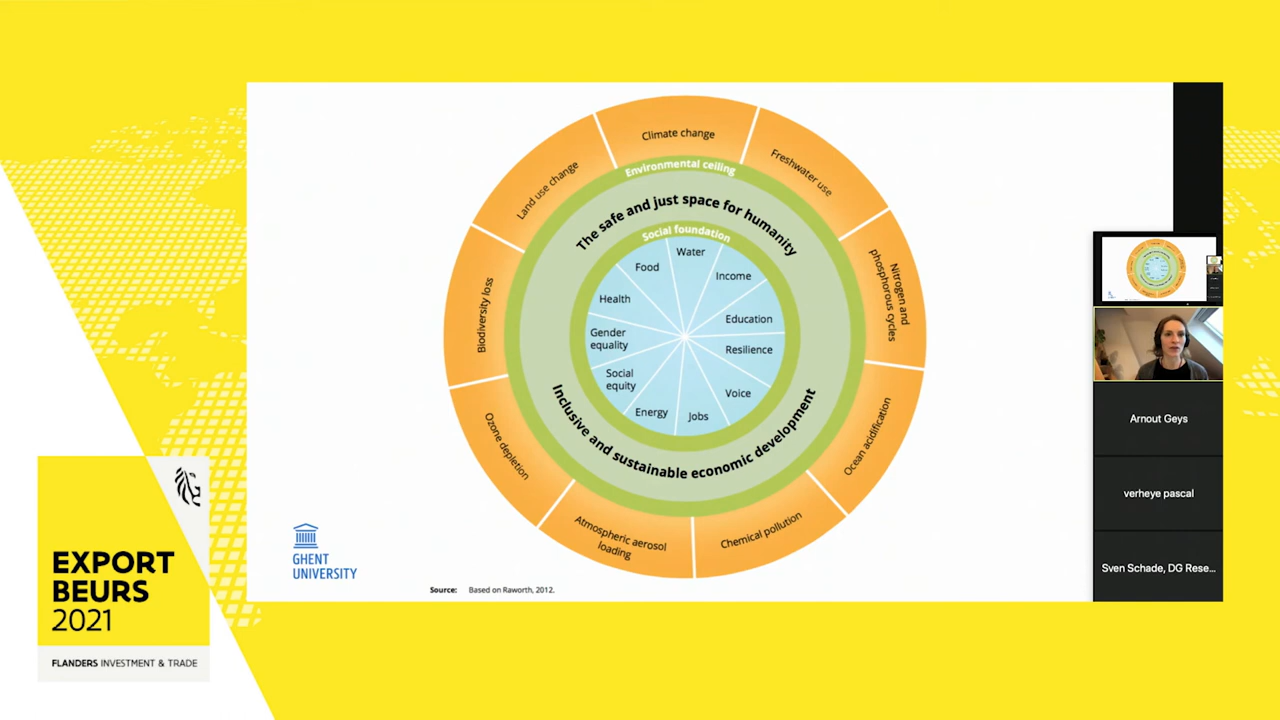 Climate change
Freshwater use
Nitrogen and
phosphorous cycles
Ocean acidification
Chemical pollution
Atmospheric aerosol
loading
Ozone depletion
Biodiversity loss
Land use change
Environmental ceiling
The safe and just space for humanity
Social foundation
Water
Income
Education
Resilience
Voice
Jobs
Energy
Social
equity
Gender
equality
Health
Food
Inclusive and sustainable economic development
GHENT
UNIVERSITY
Source: Based on Raworth, 2012.
Arnout Geys
verheye pascal
Sven Schade, DG Rese...
EXPORT
BEURS
2021
FLANDERS INVESTMENT & TRADE